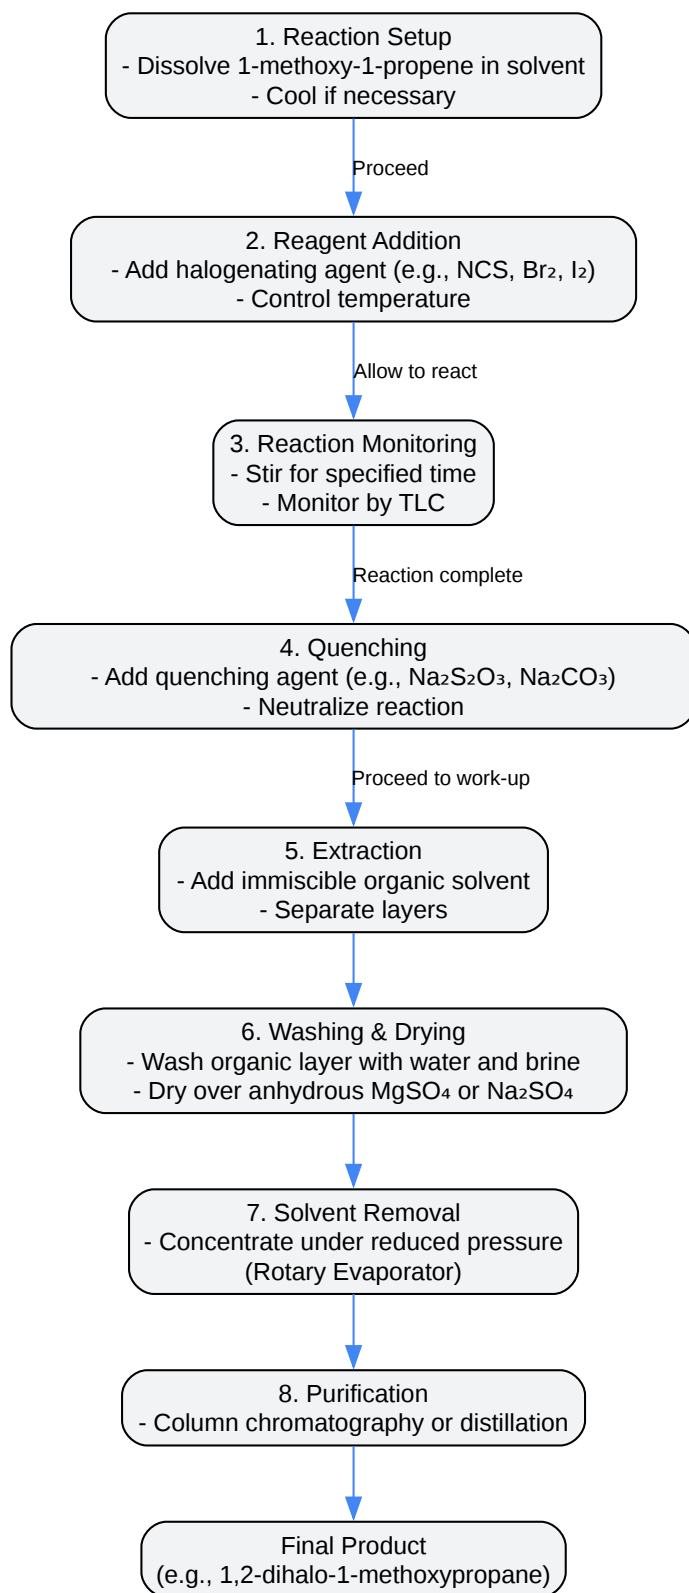 1. Reaction Setup
- Dissolve 1-methoxy-1-propene in solvent
- Cool if necessary
Proceed
2. Reagent Addition
- Add halogenating agent (e.g., NCS, Br₂, I₂)
- Control temperature
Allow to react
3. Reaction Monitoring
- Stir for specified time
- Monitor by TLC
Reaction complete
4. Quenching
- Add quenching agent (e.g., Na₂S₂O₃, Na₂CO₃)
- Neutralize reaction
Proceed to work-up
5. Extraction
- Add immiscible organic solvent
- Separate layers
6. Washing & Drying
- Wash organic layer with water and brine
- Dry over anhydrous MgSO₄ or Na₂SO₄
7. Solvent Removal
- Concentrate under reduced pressure
(Rotary Evaporator)
8. Purification
- Column chromatography or distillation
Final Product
(e.g., 1,2-dihalo-1-methoxypropane)